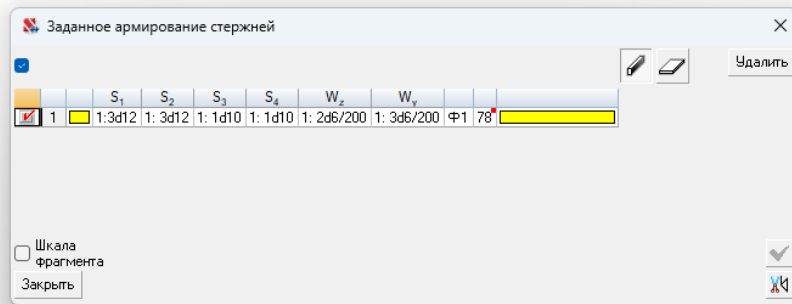 Заданное армирование стержней
Удалить
S1 S2 S3 S4 Wz Wy
1 1:3d12 1: 3d12 1: 1d10 1: 1d10 1: 2d6/200 1: 3d6/200 Ф1 78
Шкала
фрагмента
Закрыть